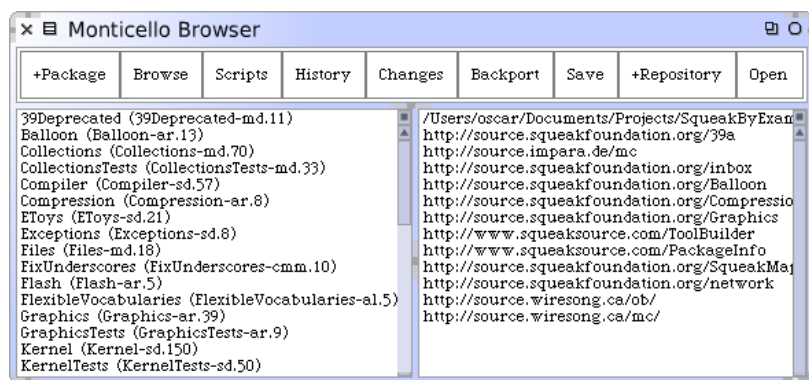 Monticello Browser
+Package Browse Scripts History Changes Backport Save +Repository Open
39Deprecated (39Deprecated-md.11)
Balloon (Balloon-ar.13)
Collections (Collections-md.70)
CollectionsTests (CollectionsTests-md.33)
Compiler (Compiler-sd.57)
Compression (Compression-ar.8)
EToys (EToys-sd.21)
Exceptions (Exceptions-sd.8)
Files (Files-md.18)
FixUnderscores (FixUnderscores-cmm.10)
Flash (Flash-ar.5)
FlexibleVocabularies (FlexibleVocabularies-al.5)
Graphics (Graphics-ar.39)
GraphicsTests (GraphicsTests-ar.9)
Kernel (Kernel-sd.150)
KernelTests (KernelTests-sd.50)
/Users/oscar/Documents/Projects/SqueakByExam
http://source.squeakfoundation.org/39a
http://source.impara.de/mc
http://source.squeakfoundation.org/inbox
http://source.squeakfoundation.org/Balloon
http://source.squeakfoundation.org/Compressio
http://source.squeakfoundation.org/Graphics
http://www.squeaksource.com/ToolBuilder
http://www.squeaksource.com/PackageInfo
http://source.squeakfoundation.org/SqueakMap
http://source.squeakfoundation.org/network
http://source.wiresong.ca/ob/
http://source.wiresong.ca/mc/